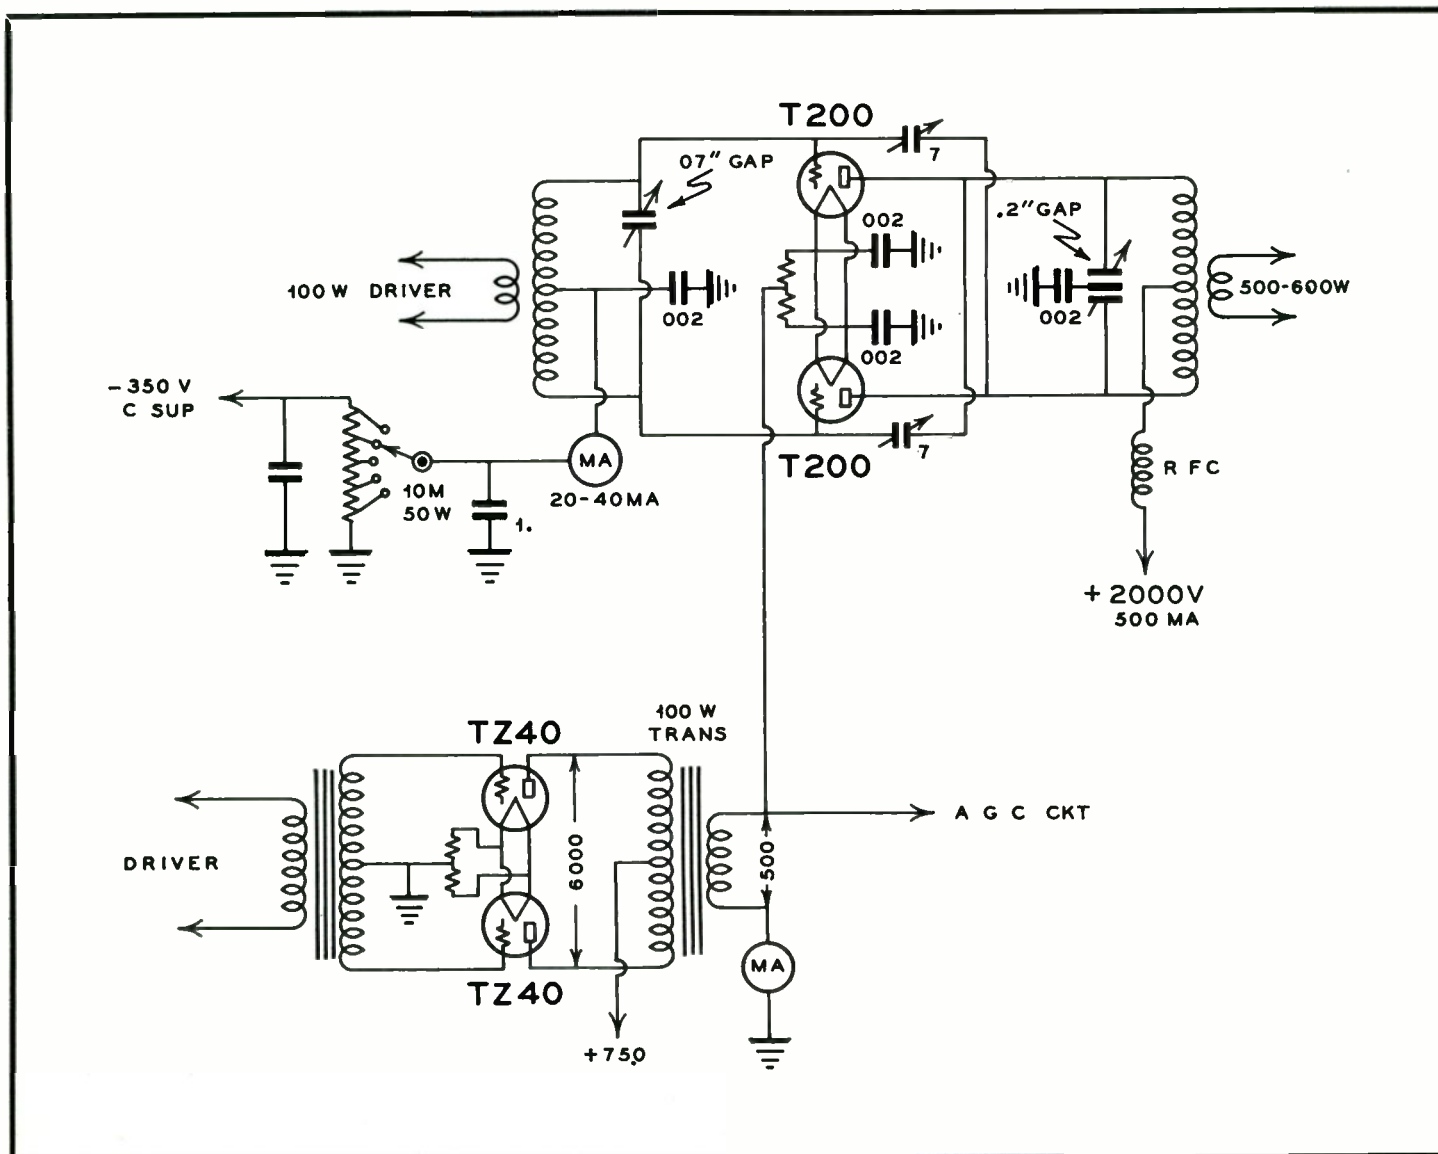 T200
07" GAP
7
002
.2" GAP
100 W DRIVER
002
002
500-600W
002
-350 V
C SUP
7
MA
T200
R FC
10M
50W
20-40MA
1.
+2000V
500 MA
100 W
TRANS
TZ40
A G C CKT
DRIVER
6000
500
MA
TZ40
+750